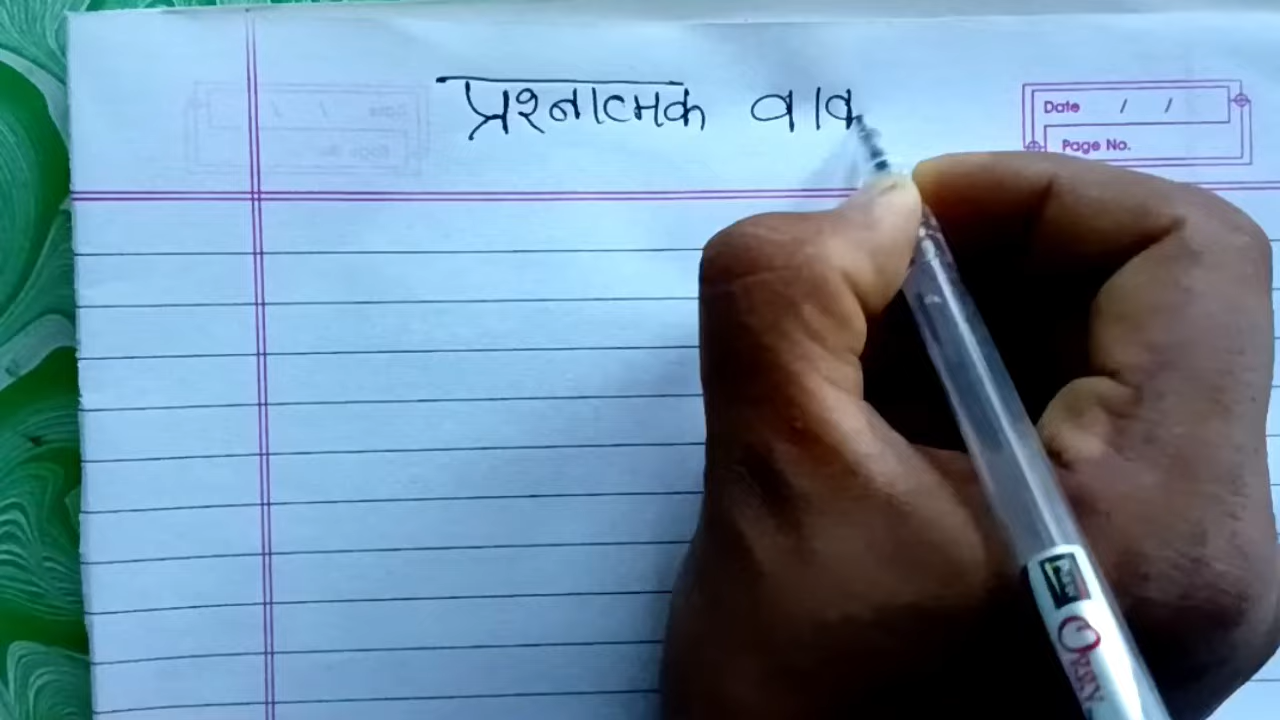 प्रश्नात्मक वाक
Date / /
Page No.